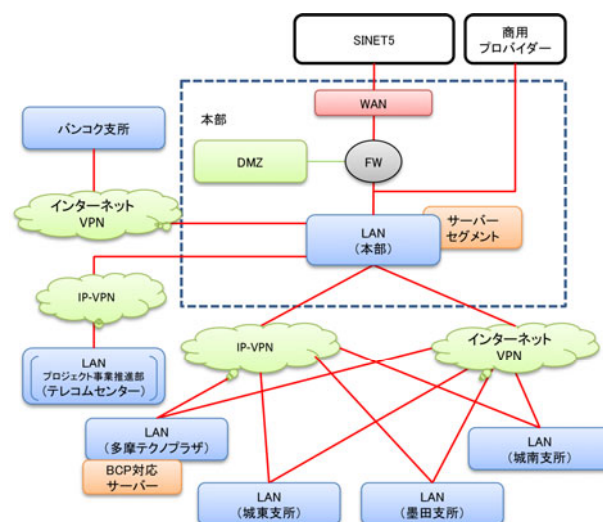 SINET5
商用
プロバイダー
WAN
本部
バンコク支所
DMZ
FW
インターネット
VPN
LAN
(本部)
サーバー
セグメント
IP-VPN
LAN
プロジェクト事業推進部
(テレコムセンター)
IP-VPN
インターネット
VPN
LAN
(多摩テクノプラザ)
BCP対応
サーバー
LAN
(城南支所)
LAN
(城東支所)
LAN
(墨田支所)